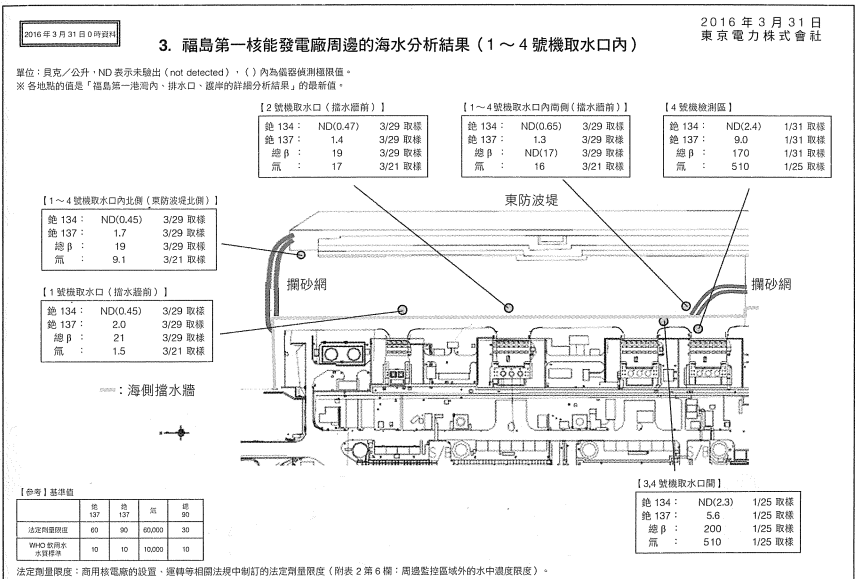 2016年3月31日0時資料
2016年3月31日
東京電力株式會社
3. 福島第一核能發電廠周邊的海水分析結果（1～4號機取水口內）
單位：貝克／公升，ND 表示未驗出（not detected），（ ）內為儀器偵測極限值。
※ 各地點的值是「福島第一港灣內、排水口、護岸的詳細分析結果」的最新值。
【2號機取水口（擋水牆前）】
銫 134： ND(0.47) 3/29 取樣
銫 137： 1.4 3/29 取樣
總 β ： 19 3/29 取樣
氚 ： 17 3/21 取樣
【1～4號機取水口內南側（擋水牆前）】
銫 134： ND(0.65) 3/29 取樣
銫 137： 1.3 3/29 取樣
總 β ： ND(17) 3/29 取樣
氚 ： 16 3/21 取樣
【4號機檢測區】
銫 134： ND(2.4) 1/31 取樣
銫 137： 9.0 1/31 取樣
總 β ： 170 1/31 取樣
氚 ： 510 1/25 取樣
【1～4號機取水口內北側（東防波堤北側）】
銫 134： ND(0.45) 3/29 取樣
銫 137： 1.7 3/29 取樣
總 β ： 19 3/29 取樣
氚 ： 9.1 3/21 取樣
東防波堤
攔砂網
攔砂網
【1號機取水口（擋水牆前）】
銫 134： ND(0.45) 3/29 取樣
銫 137： 2.0 3/29 取樣
總 β ： 21 3/29 取樣
氚 ： 1.5 3/21 取樣
：海側擋水牆
S/B
S/B
【3,4號機取水口間】
銫 134： ND(2.3) 1/25 取樣
銫 137： 5.6 1/25 取樣
總 β ： 200 1/25 取樣
氚 ： 510 1/25 取樣
【參考】基準值
銫 137 銫 137 氚 鍶 90
法定劑量限度 60 90 60,000 30
WHO 飲用水水質標準 10 10 10,000 10
法定劑量限度：商用核電廠的設置、運轉等相關法規中制訂的法定劑量限度（附表2第6欄：周邊監控區域外的水中濃度限度）。